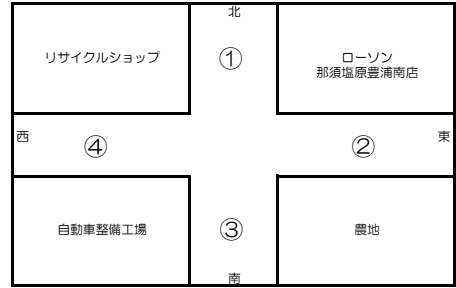 北
リサイクルショップ
①
ローソン
那須塩原豊浦南店
西
④
②
東
自動車整備工場
③
農地
南